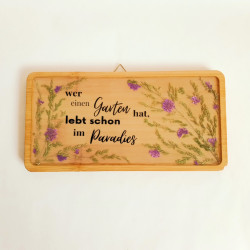 wer
einen Garten hat,
lebt schon
im Paradies